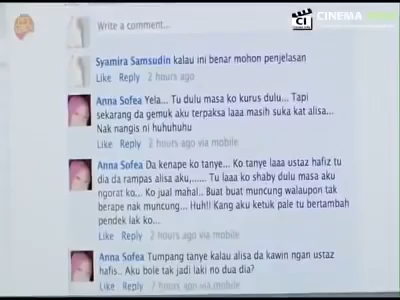 CI CINEMA
Write a comment...
Syamira Samsudin kalau ini benar mohon penjelasan
Like Reply 2 hours ago
Anna Sofea Yela... Tu dulu masa ko kurus dulu... Tapi
sekarang da gemuk aku terpaksa laaa masih suka kat alisa...
Nak nangis ni huhuhuhu
Like Reply 2 hours ago via mobile
Anna Sofea Da kenape ko tanye... Ko tanye laaa ustaz hafiz tu
dia da rampas alisa aku,...... Tu laaa ko shaby dulu masa aku
ngorat ko... Ko jual mahal.. Buat buat muncung walaupon tak
berape nak muncung... Huh!! Kang aku ketuk pale tu bertambah
pendek lak ko...
Like Reply 2 hours ago via mobile
Anna Sofea Tumpang tanye kalau alisa da kawin ngan ustaz
hafis.. Aku bole tak jadi laki no dua dia?
Like Reply 2 hours ago via mobile